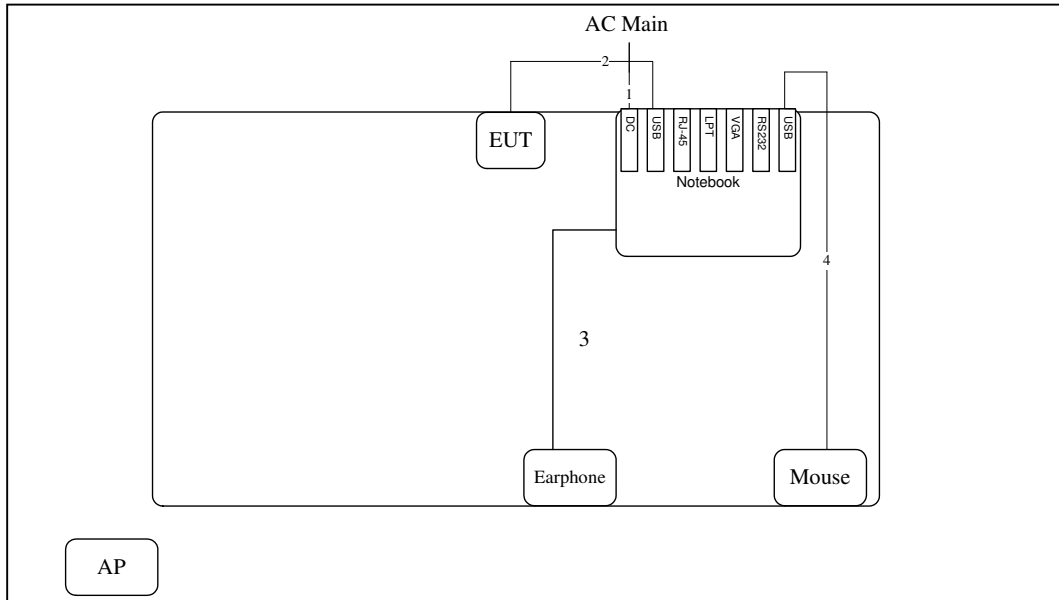 AC Main
2
1
EUT
DC
USB
RJ-45
LPT
VGA
RS232
USB
Notebook
4
3
Earphone
Mouse
AP